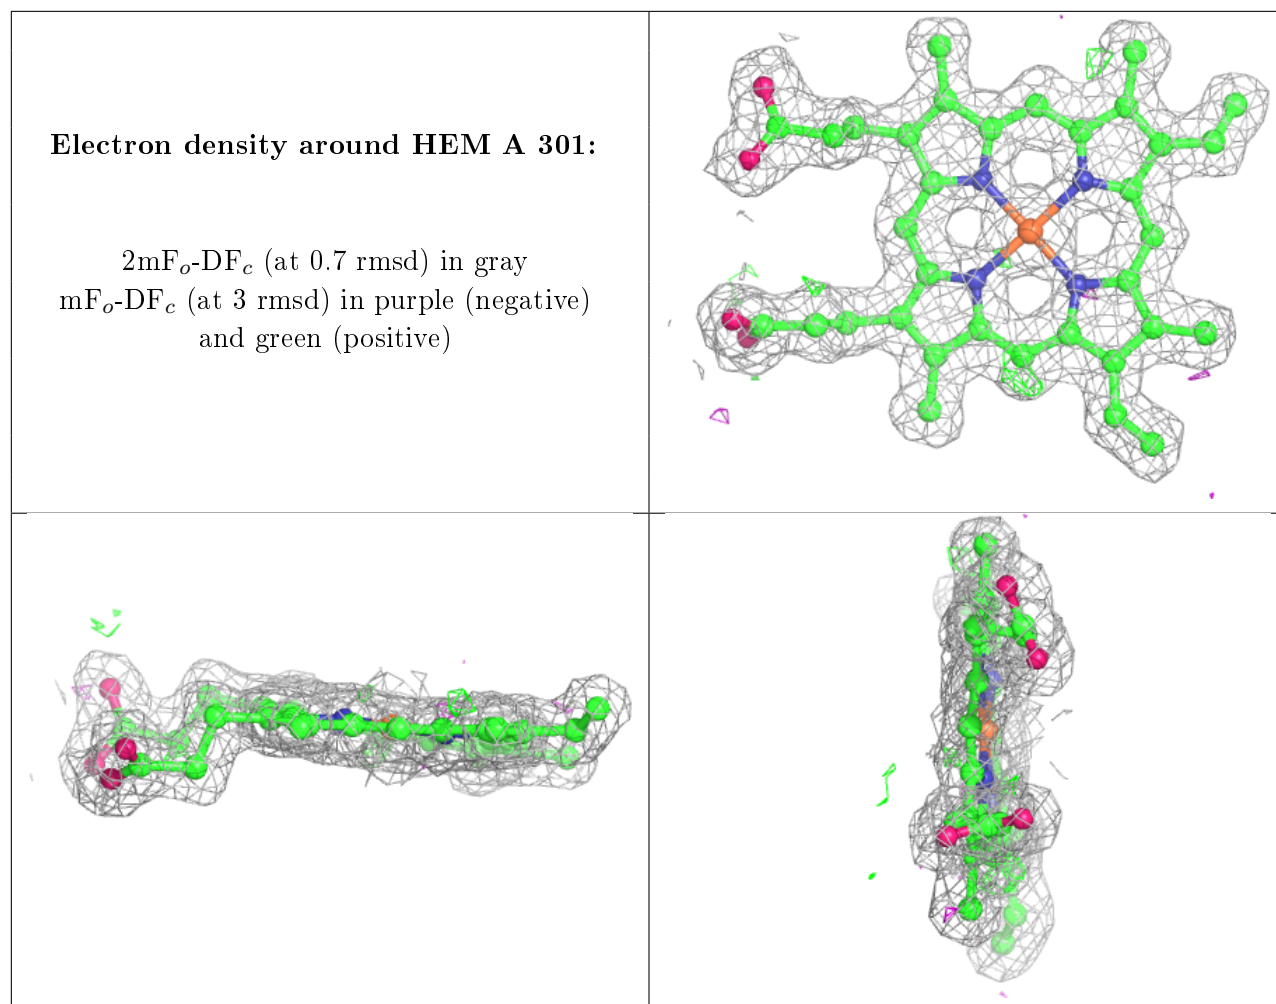 Electron density around HEM A 301:
2mFo-DFc (at 0.7 rmsd) in gray
mFo-DFc (at 3 rmsd) in purple (negative)
and green (positive)